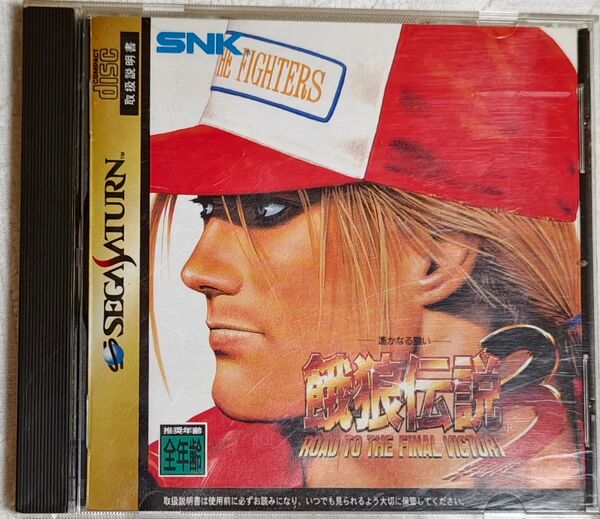 COMPACT
disc
取扱説明書
SEGA SATURN™
SNK
THE FIGHTERS
遙かなる闘い
餓狼伝説3
ROAD TO THE FINAL VICTORY
推奨年齢
全年齢
取扱説明書は使用前に必ずお読みになり、いつでも見られるよう大切に保管してください。